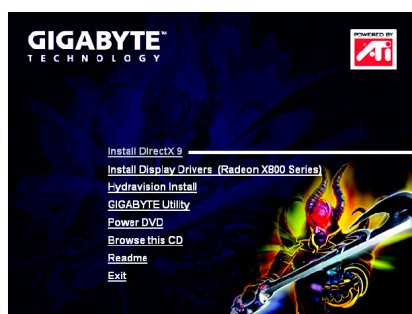 GIGABYTE™
TECHNOLOGY
POWERED BY
ATi
Install DirectX 9
Install Display Drivers (Radeon X800 Series)
Hydravision Install
GIGABYTE Utility
Power DVD
Browse this CD
Readme
Exit